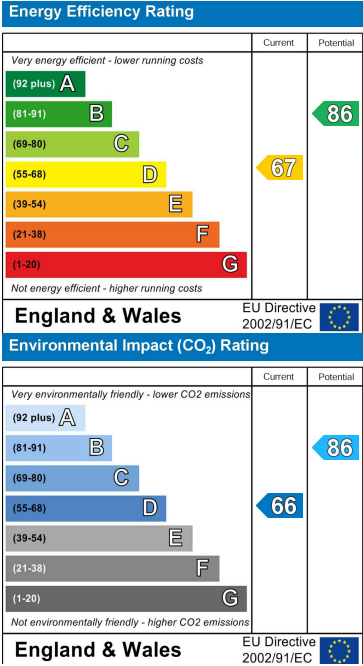 Energy Efficiency Rating
Current Potential
Very energy efficient - lower running costs
(92 plus) A
(81-91) B
86
(69-80) C
(55-68) D
67
(39-54) E
(21-38) F
(1-20) G
Not energy efficient - higher running costs
England & Wales
EU Directive
2002/91/EC
Environmental Impact (CO₂) Rating
Current Potential
Very environmentally friendly - lower CO2 emissions
(92 plus) A
(81-91) B
86
(69-80) C
(55-68) D
66
(39-54) E
(21-38) F
(1-20) G
Not environmentally friendly - higher CO2 emissions
England & Wales
EU Directive
2002/91/EC